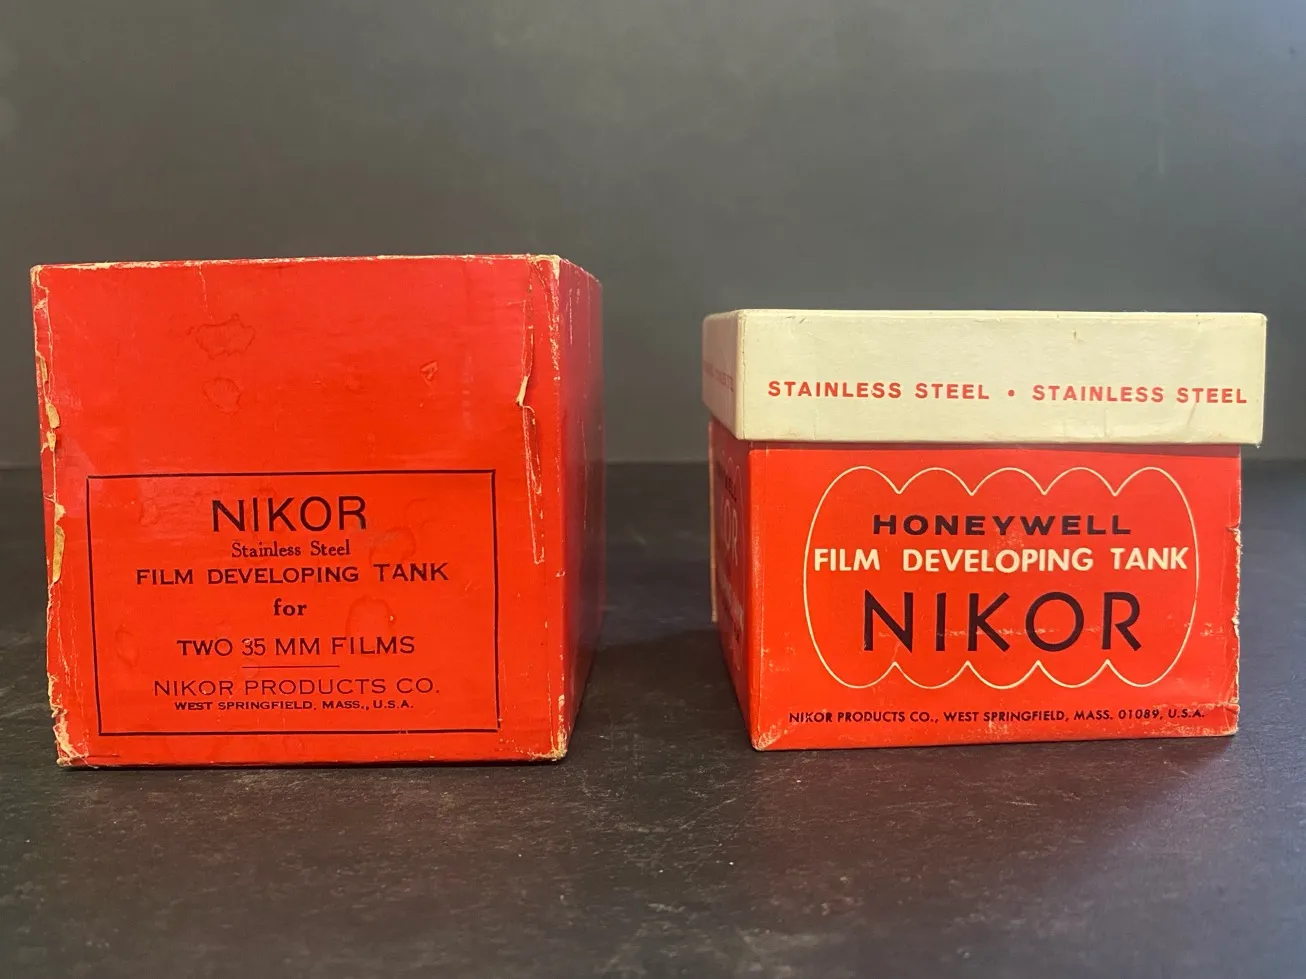 NIKOR
Stainless Steel
FILM DEVELOPING TANK
for
TWO 35 MM FILMS
NIKOR PRODUCTS CO.
WEST SPRINGFIELD, MASS., U.S.A.
STAINLESS STEEL • STAINLESS STEEL
HONEYWELL
FILM DEVELOPING TANK
NIKOR
NIKOR PRODUCTS CO., WEST SPRINGFIELD, MASS. 01089, U.S.A.